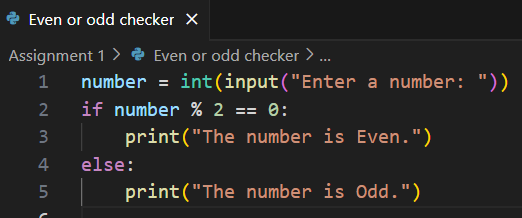 Even or odd checker ×
Assignment 1 > Even or odd checker > ...
1 number = int(input("Enter a number: "))
2 if number % 2 == 0:
3     print("The number is Even.")
4 else:
5     print("The number is Odd.")